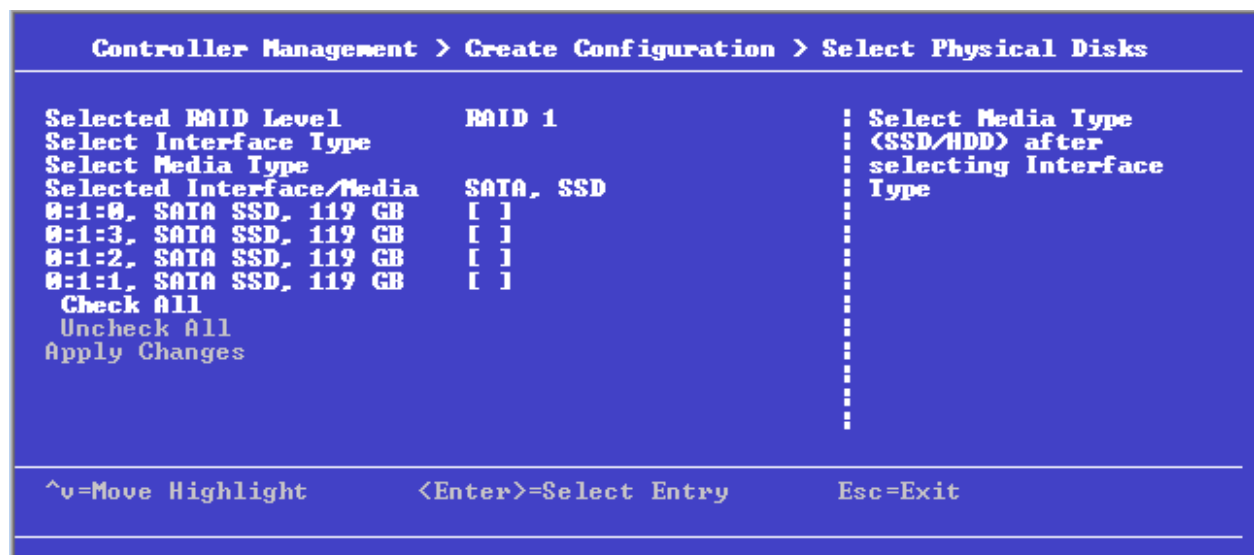 Controller Management > Create Configuration > Select Physical Disks
Selected RAID Level RAID 1
Select Interface Type
Select Media Type
Selected Interface/Media SATA, SSD
0:1:0, SATA SSD, 119 GB [ ]
0:1:3, SATA SSD, 119 GB [ ]
0:1:2, SATA SSD, 119 GB [ ]
0:1:1, SATA SSD, 119 GB [ ]
Check All
Uncheck All
Apply Changes
Select Media Type
(SSD/HDD) after
selecting Interface
Type
^v=Move Highlight <Enter>=Select Entry Esc=Exit